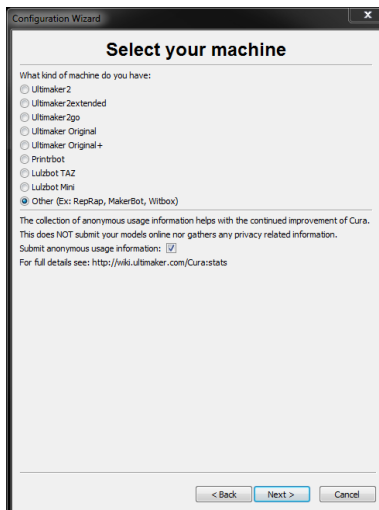 Configuration Wizard
X
Select your machine
What kind of machine do you have:
Ultimaker2
Ultimaker2extended
Ultimaker2go
Ultimaker Original
Ultimaker Original+
Printrbot
Lulzbot TAZ
Lulzbot Mini
Other (Ex: RepRap, MakerBot, Witbox)
The collection of anonymous usage information helps with the continued improvement of Cura.
This does NOT submit your models online nor gathers any privacy related information.
Submit anonymous usage information:
For full details see: http://wiki.ultimaker.com/Cura:stats
< Back Next > Cancel